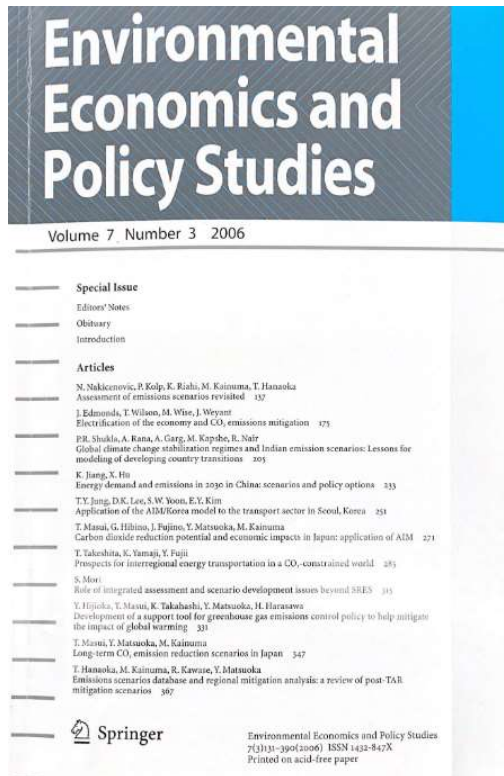 Environmental
Economics and
Policy Studies
Volume 7 Number 3 2006
Special Issue
Editors' Notes
Obituary
Introduction
Articles
N. Nakicenovic, P. Kolp, K. Riahi, M. Kainuma, T. Hanaoka
Assessment of emissions scenarios revisited 137
J. Edmonds, T. Wilson, M. Wise, J. Weyant
Electrification of the economy and CO₂ emissions mitigation 175
P.R. Shukla, A. Rana, A. Garg, M. Kapshe, R. Nair
Global climate change stabilization regimes and Indian emission scenarios: Lessons for
modeling of developing country transitions 205
K. Jiang, X. Hu
Energy demand and emissions in 2030 in China: scenarios and policy options 233
T.Y. Jung, D.K. Lee, S.W. Yoon, E.Y. Kim
Application of the AIM/Korea model to the transport sector in Seoul, Korea 251
T. Masui, G. Hibino, J. Fujino, Y. Matsuoka, M. Kainuma
Carbon dioxide reduction potential and economic impacts in Japan: application of AIM 271
T. Takeshita, K. Yamaji, Y. Fujii
Prospects for interregional energy transportation in a CO₂-constrained world 285
S. Mori
Role of integrated assessment and scenario development issues beyond SRES 315
Y. Hijioka, T. Masui, K. Takahashi, Y. Matsuoka, H. Harasawa
Development of a support tool for greenhouse gas emissions control policy to help mitigate
the impact of global warming 331
T. Masui, Y. Matsuoka, M. Kainuma
Long-term CO₂ emission reduction scenarios in Japan 347
T. Hanaoka, M. Kainuma, R. Kawase, Y. Matsuoka
Emissions scenarios database and regional mitigation analysis: a review of post-TAR
mitigation scenarios 367
Springer
Environmental Economics and Policy Studies
7(3)131–390(2006) ISSN 1432-847X
Printed on acid-free paper